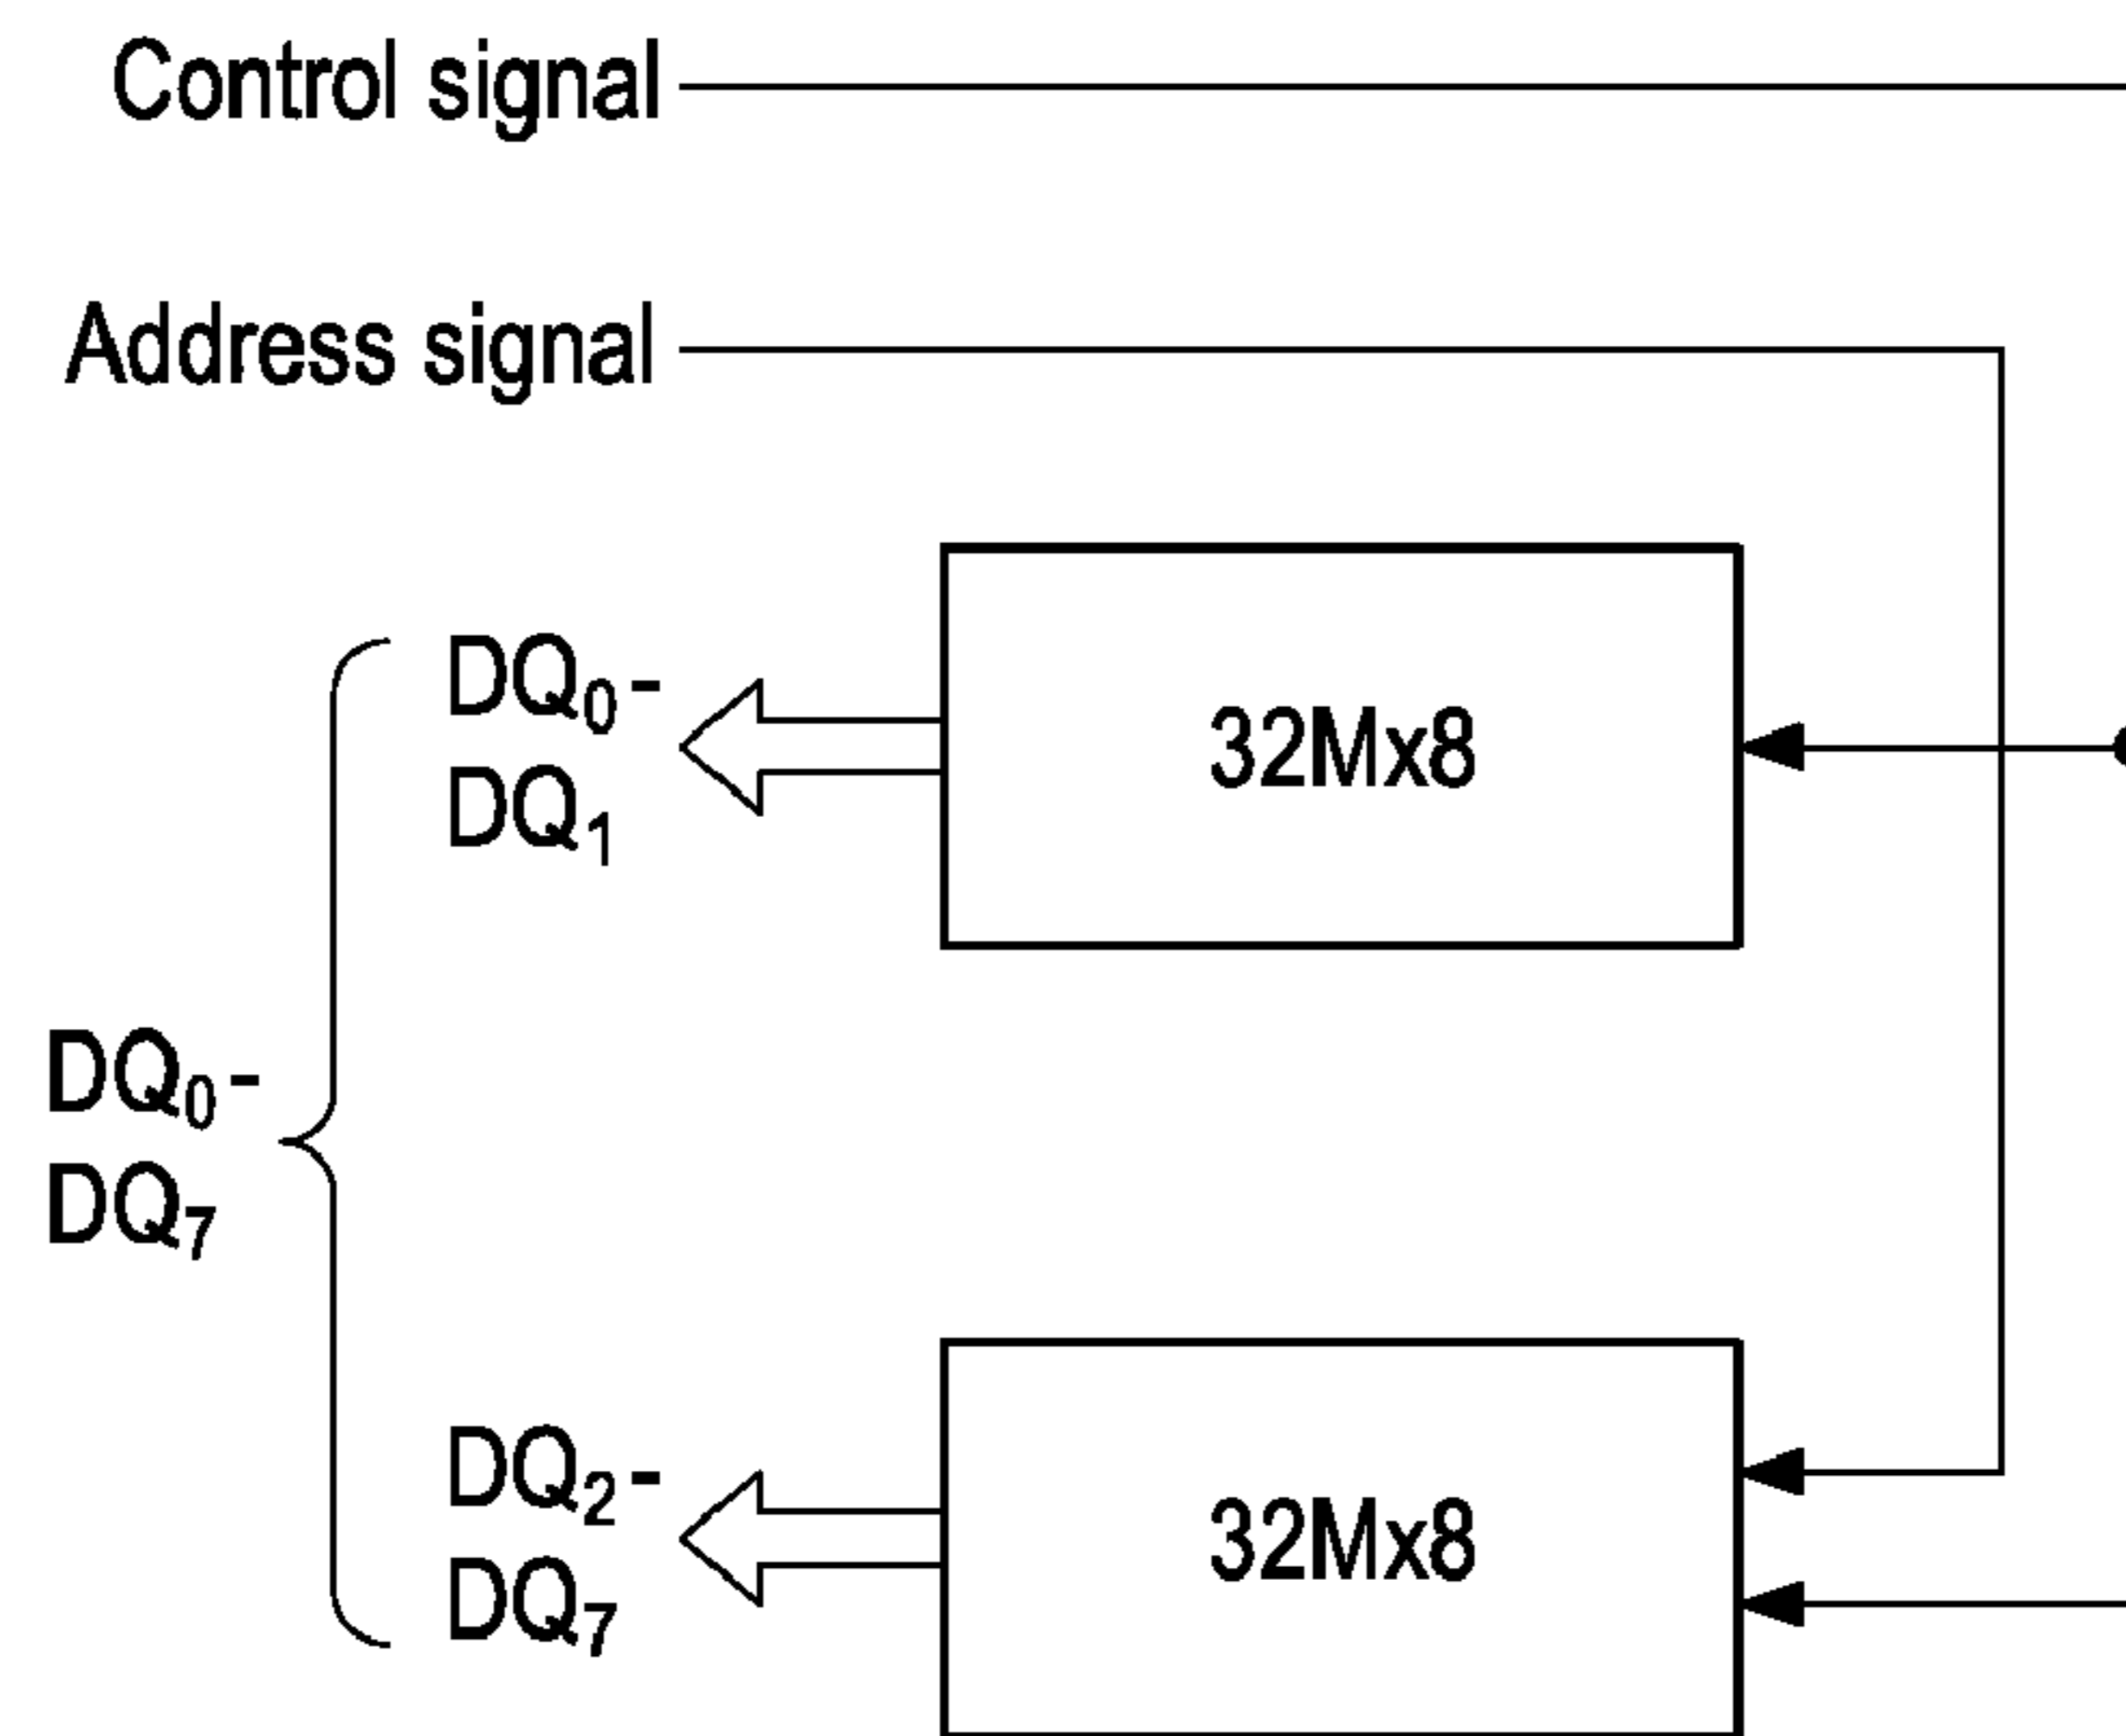 Control signal
Address signal
DQ₀-
DQ₁
32Mx8
DQ₀-
DQ₇
DQ₂-
DQ₇
32Mx8